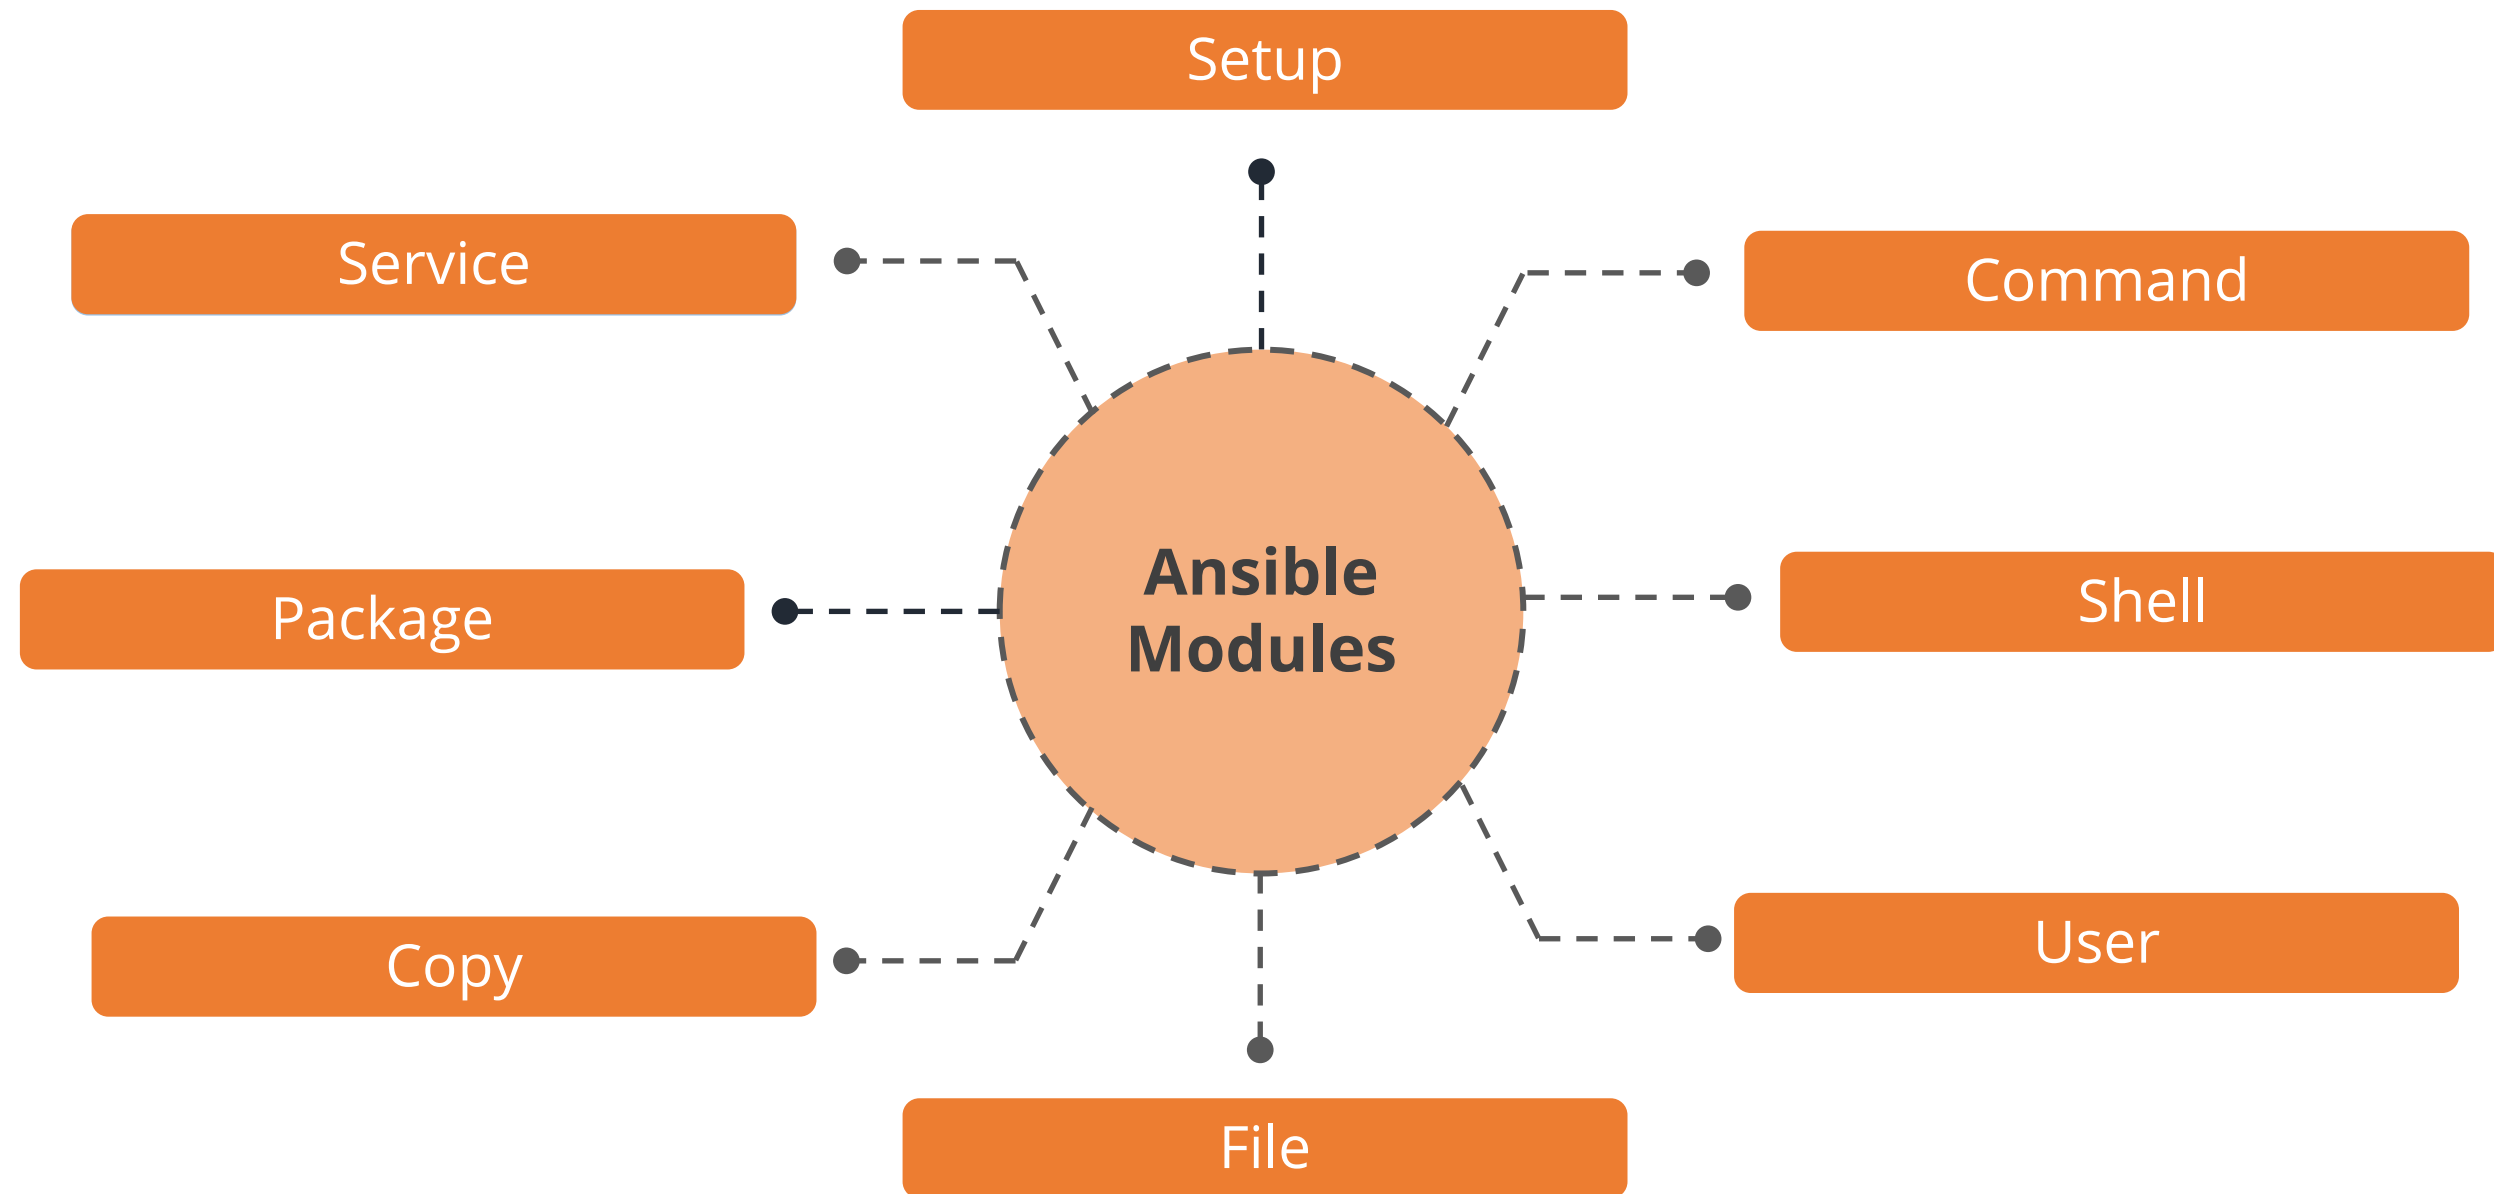 Setup
Service
Command
Ansible
Modules
Package
Shell
Copy
User
File